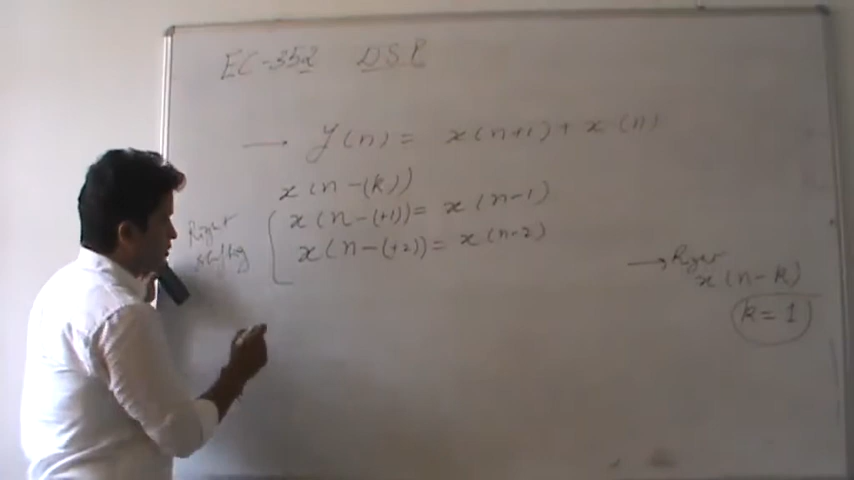 EC-352 DSP
→ y(n) = x(n+1) + x(n)
x(n-(k))
x(n-(+1)) = x(n-1)
Right
x(n-(+2)) = x(n-2)
shifting
→ Right
x(n-k)
k = 1